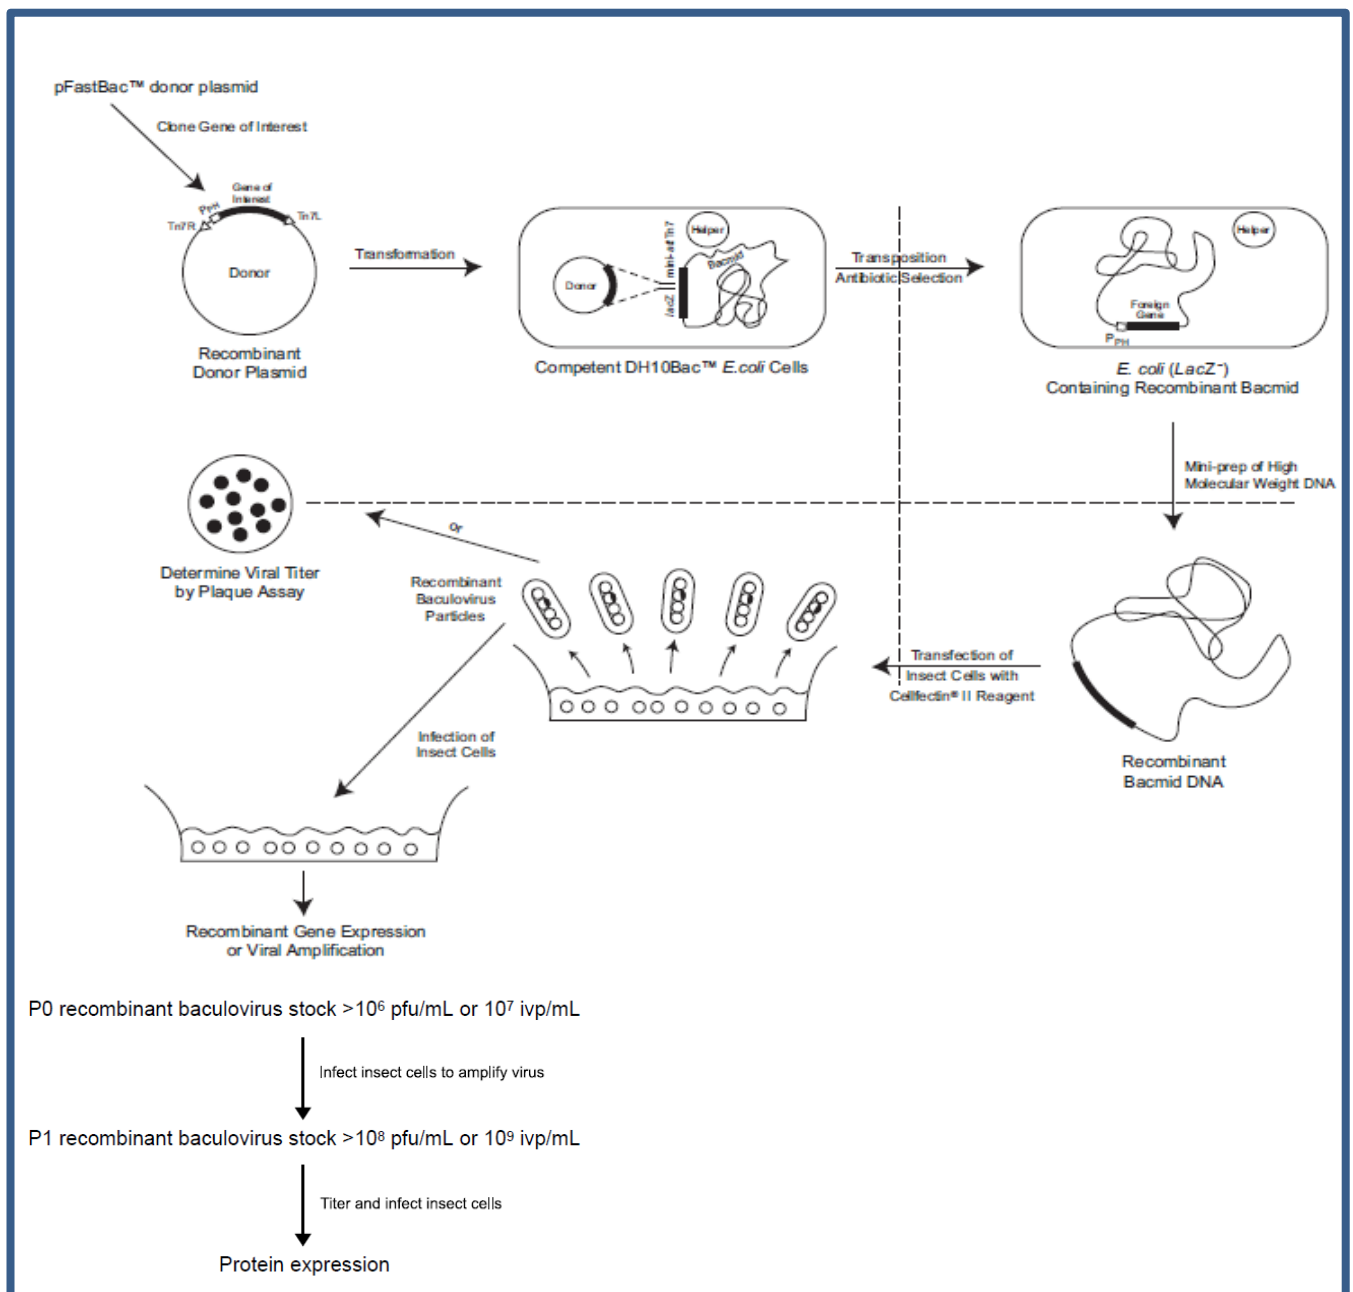 pFastBac™ donor plasmid
Clone Gene of Interest
Gene of
Interest
PPH
Tn7R
Tn7L
Donor
Recombinant
Donor Plasmid
Transformation
Donor
lacZ
mini-attTn7
Helper
Bacmid
Competent DH10Bac™ E.coli Cells
Transposition
Antibiotic Selection
Helper
Foreign
Gene
PPH
E. coli (LacZ⁻)
Containing Recombinant Bacmid
Mini-prep of High
Molecular Weight DNA
Determine Viral Titer
by Plaque Assay
or
Recombinant
Baculovirus
Particles
Transfection of
Insect Cells with
Cellfectin® II Reagent
Recombinant
Bacmid DNA
Infection of
Insect Cells
Recombinant Gene Expression
or Viral Amplification
P0 recombinant baculovirus stock >10⁶ pfu/mL or 10⁷ ivp/mL
Infect insect cells to amplify virus
P1 recombinant baculovirus stock >10⁸ pfu/mL or 10⁹ ivp/mL
Titer and infect insect cells
Protein expression